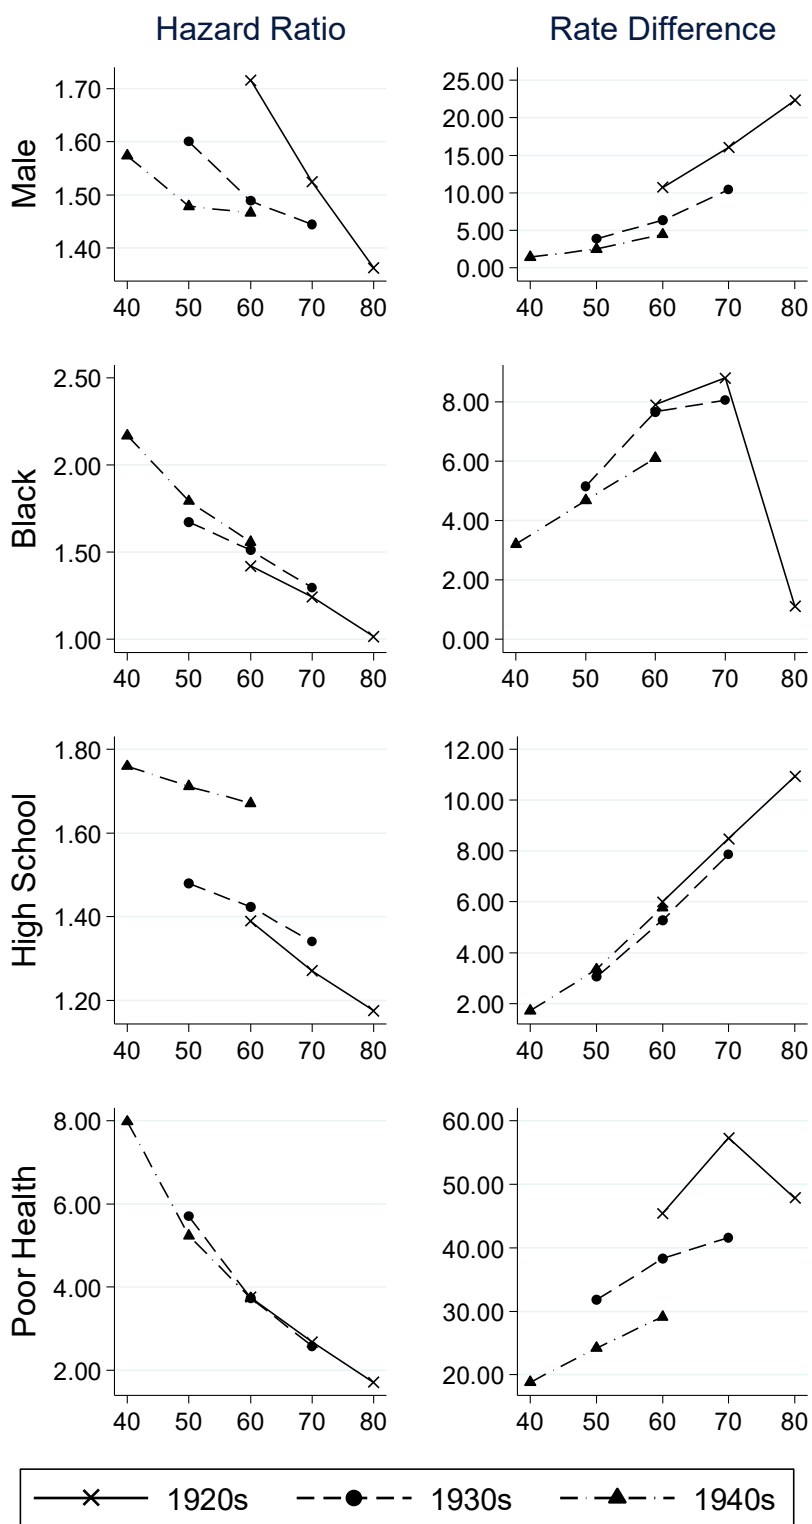 Hazard Ratio Rate Difference
Male
1.70
1.60
1.50
1.40
40 50 60 70 80
25.00
20.00
15.00
10.00
5.00
0.00
40 50 60 70 80
Black
2.50
2.00
1.50
1.00
40 50 60 70 80
8.00
6.00
4.00
2.00
0.00
40 50 60 70 80
High School
1.80
1.60
1.40
1.20
40 50 60 70 80
12.00
10.00
8.00
6.00
4.00
2.00
40 50 60 70 80
Poor Health
8.00
6.00
4.00
2.00
40 50 60 70 80
60.00
50.00
40.00
30.00
20.00
40 50 60 70 80
1920s 1930s 1940s